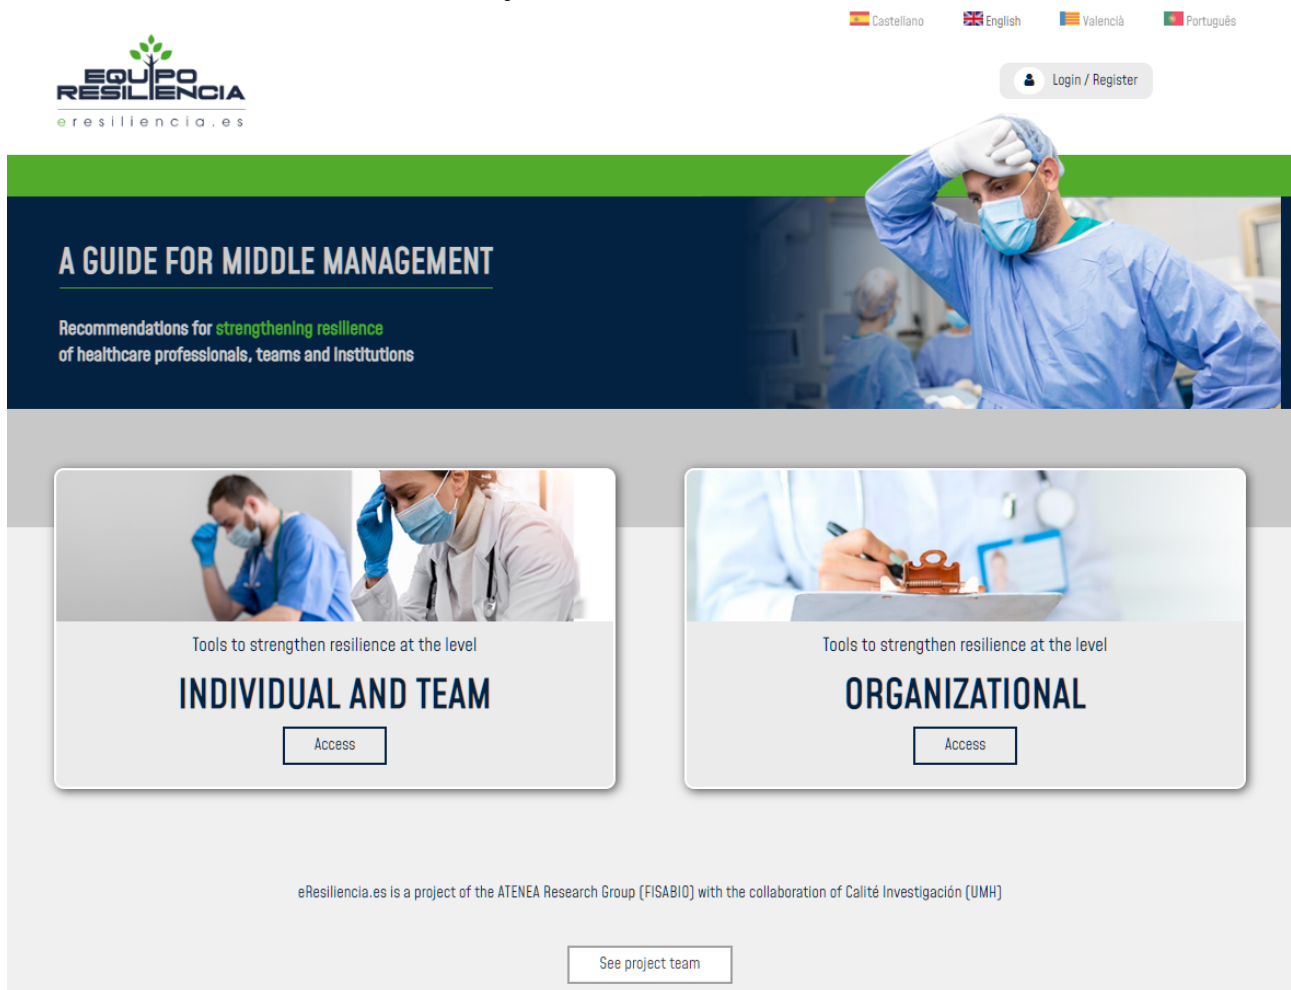 Castellano
English
Valencià
Português
EQUIPO
RESILIENCIA
eresiliencia.es
Login / Register
A GUIDE FOR MIDDLE MANAGEMENT
Recommendations for strengthening resilience
of healthcare professionals, teams and institutions
Tools to strengthen resilience at the level
INDIVIDUAL AND TEAM
Access
Tools to strengthen resilience at the level
ORGANIZATIONAL
Access
eResiliencia.es is a project of the ATENEA Research Group (FISABIO) with the collaboration of Calité Investigación (UMH)
See project team